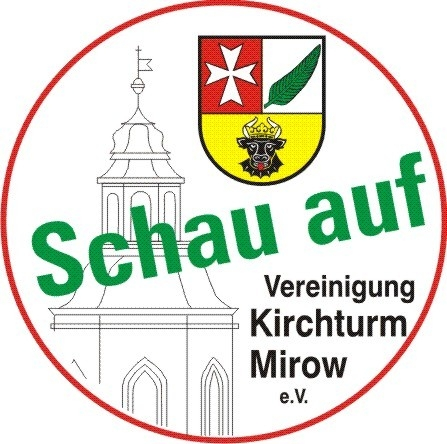 Schau auf
Vereinigung
Kirchturm
Mirow
e.V.